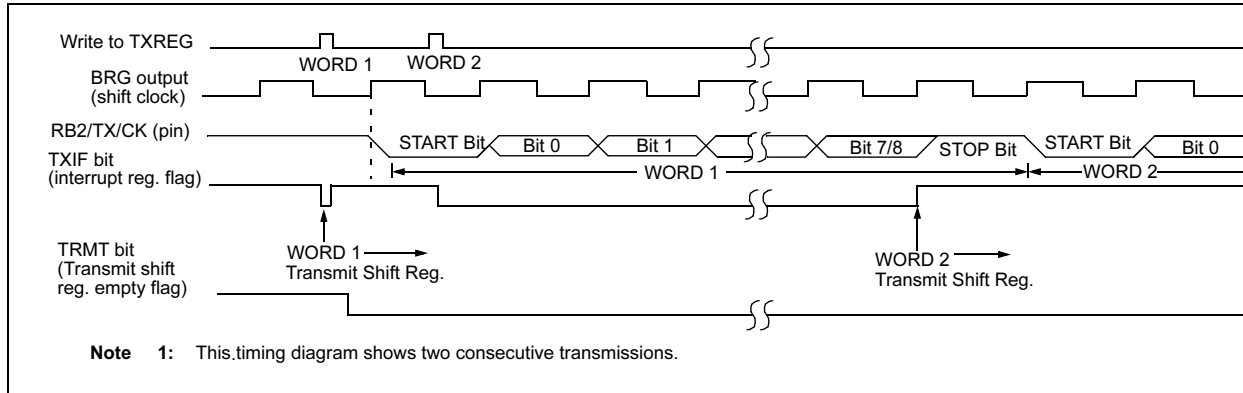 Write to TXREG
WORD 1
WORD 2
BRG output
(shift clock)
RB2/TX/CK (pin)
START Bit
Bit 0
Bit 1
Bit 7/8
STOP Bit
START Bit
Bit 0
WORD 1
WORD 2
TXIF bit
(interrupt reg. flag)
WORD 1
Transmit Shift Reg.
WORD 2
Transmit Shift Reg.
TRMT bit
(Transmit shift
reg. empty flag)
Note 1: This.timing diagram shows two consecutive transmissions.